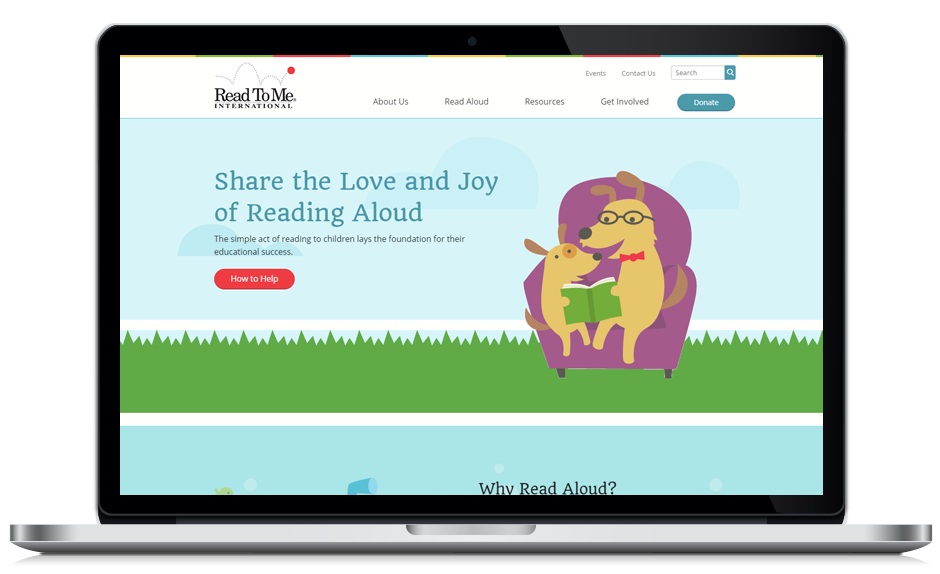 Events
Contact Us
Search
Read To Me®
INTERNATIONAL
About Us
Read Aloud
Resources
Get Involved
Donate
Share the Love and Joy
of Reading Aloud
The simple act of reading to children lays the foundation for their
educational success.
How to Help
Why Read Aloud?